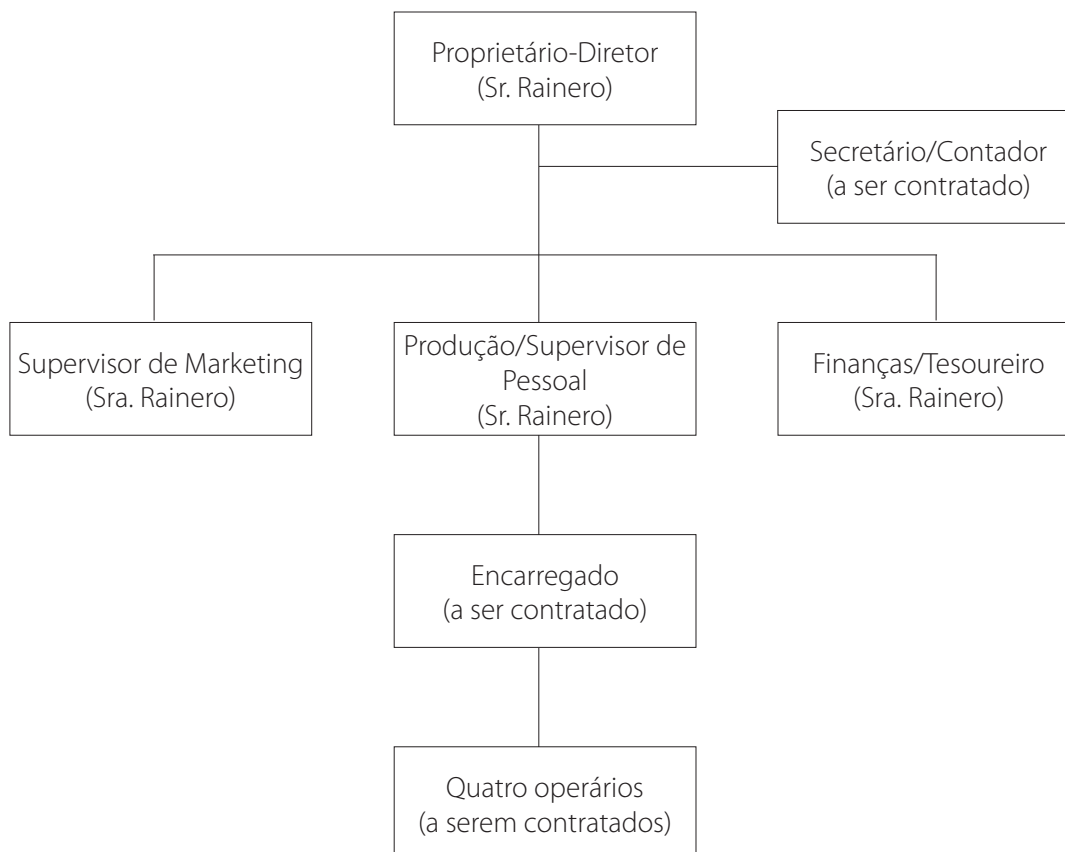 Proprietário-Diretor
(Sr. Rainero)
Secretário/Contador
(a ser contratado)
Supervisor de Marketing
(Sra. Rainero)
Produção/Supervisor de
Pessoal
(Sr. Rainero)
Finanças/Tesoureiro
(Sra. Rainero)
Encarregado
(a ser contratado)
Quatro operários
(a serem contratados)